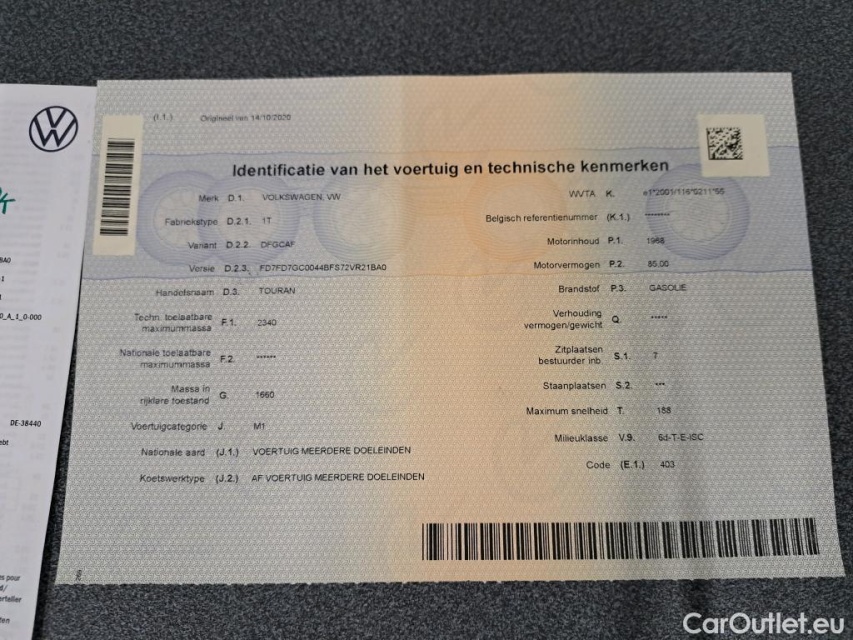 (I.1.) Origineel van 14/10/2020
Identificatie van het voertuig en technische kenmerken
Merk D.1. VOLKSWAGEN, VW
Fabriekstype D.2.1. 1T
Variant D.2.2. DFGCAF
Versie D.2.3. FD7FD7GC0044BFS72VR21BA0
Handelsnaam D.3. TOURAN
Techn. toelaatbare
maximummassa F.1. 2340
Nationale toelaatbare
maximummassa F.2. ******
Massa in
rijklare toestand G. 1660
Voertuigcategorie J. M1
Nationale aard (J.1.) VOERTUIG MEERDERE DOELEINDEN
Koetswerktype (J.2.) AF VOERTUIG MEERDERE DOELEINDEN
WVTA K. e1*2001/116*0211*55
Belgisch referentienummer (K.1.) *******
Motorinhoud P.1. 1968
Motorvermogen P.2. 85,00
Brandstof P.3. GASOLIE
Verhouding
vermogen/gewicht Q. *****
Zitplaatsen
bestuurder inb. S.1. 7
Staanplaatsen S.2. ***
Maximum snelheid T. 188
Milieuklasse V.9. 6d-T-E-ISC
Code (E.1.) 403
DE-38440
CarOutlet.eu